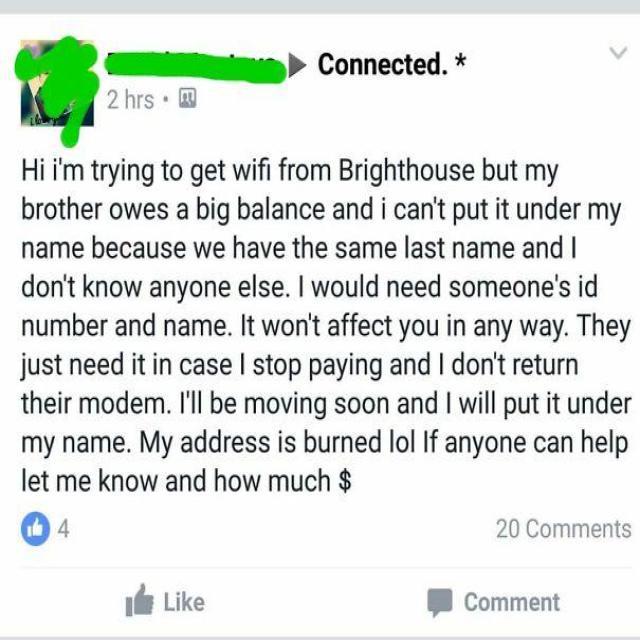 Connected. *
2 hrs •
Hi i'm trying to get wifi from Brighthouse but my
brother owes a big balance and i can't put it under my
name because we have the same last name and I
don't know anyone else. I would need someone's id
number and name. It won't affect you in any way. They
just need it in case I stop paying and I don't return
their modem. I'll be moving soon and I will put it under
my name. My address is burned lol If anyone can help
let me know and how much $
4
20 Comments
Like
Comment